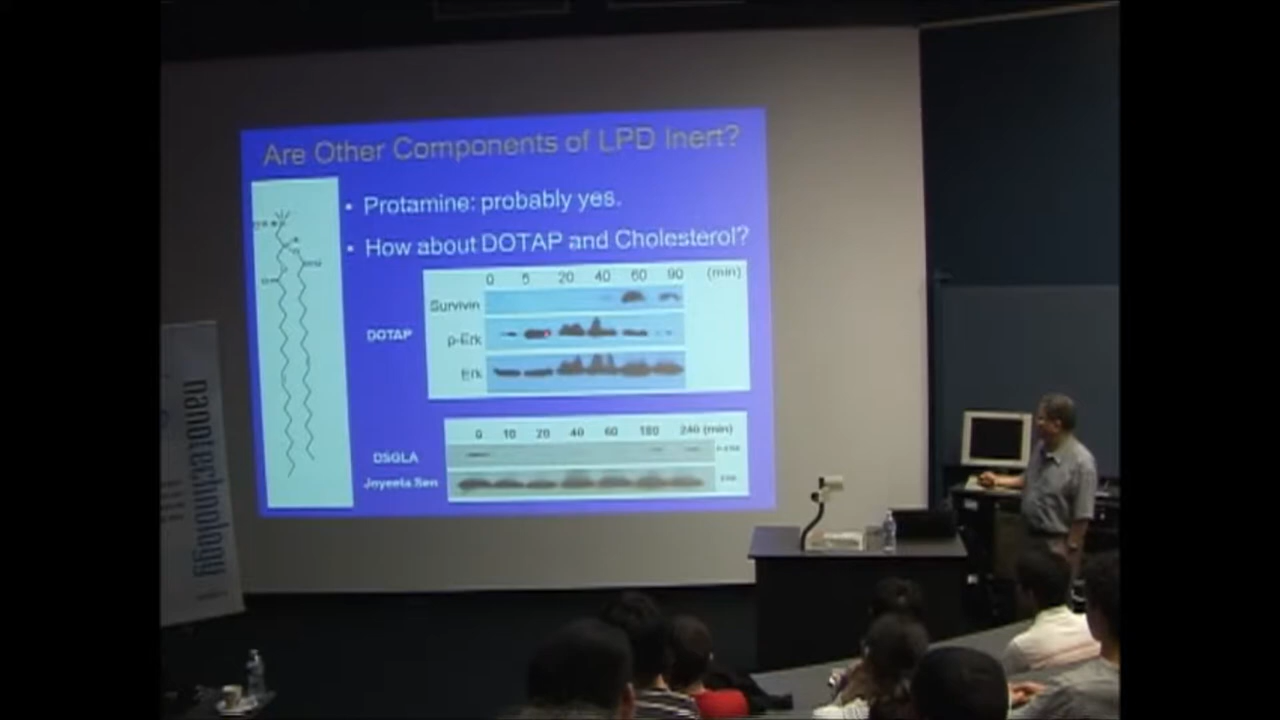 Are Other Components of LPD Inert?
• Protamine: probably yes.
• How about DOTAP and Cholesterol?
0 5 20 40 60 90 (min)
Survivin
DOTAP
p-Erk
Erk
0 10 20 40 60 180 240 (min)
DSGLA
Joyeeta Sen
nanotechnology